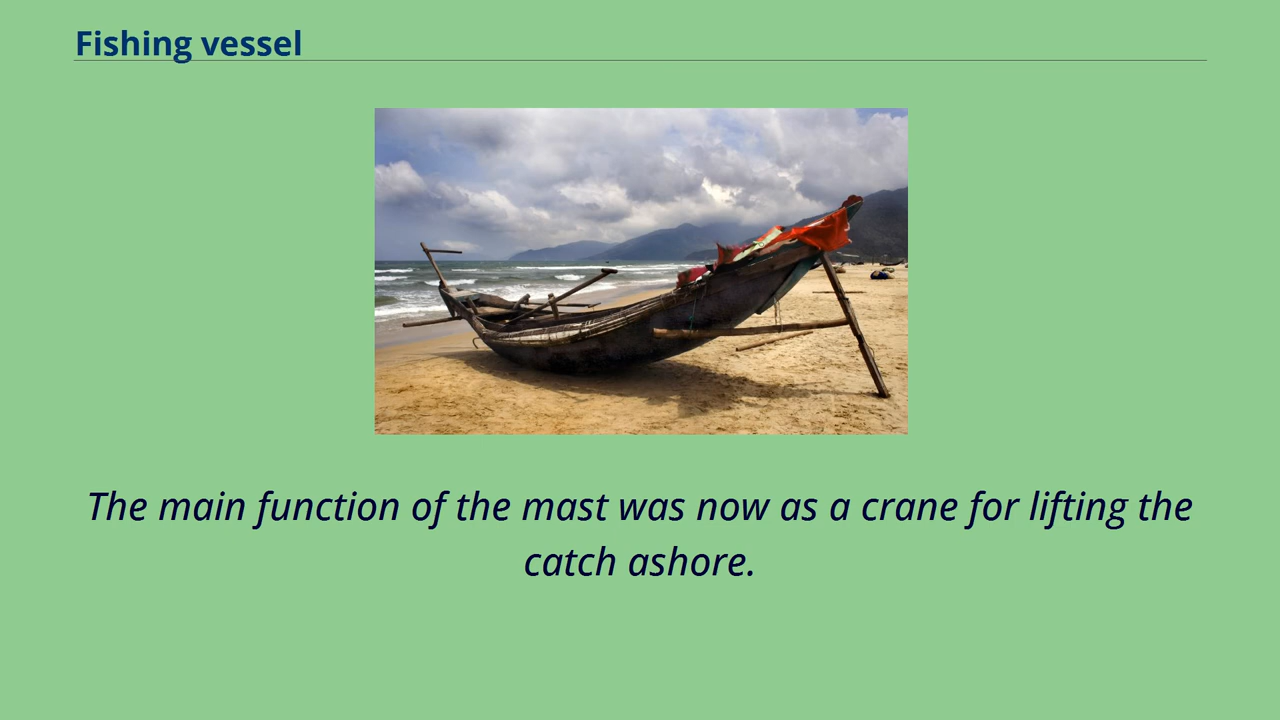 Fishing vessel
The main function of the mast was now as a crane for lifting the
catch ashore.